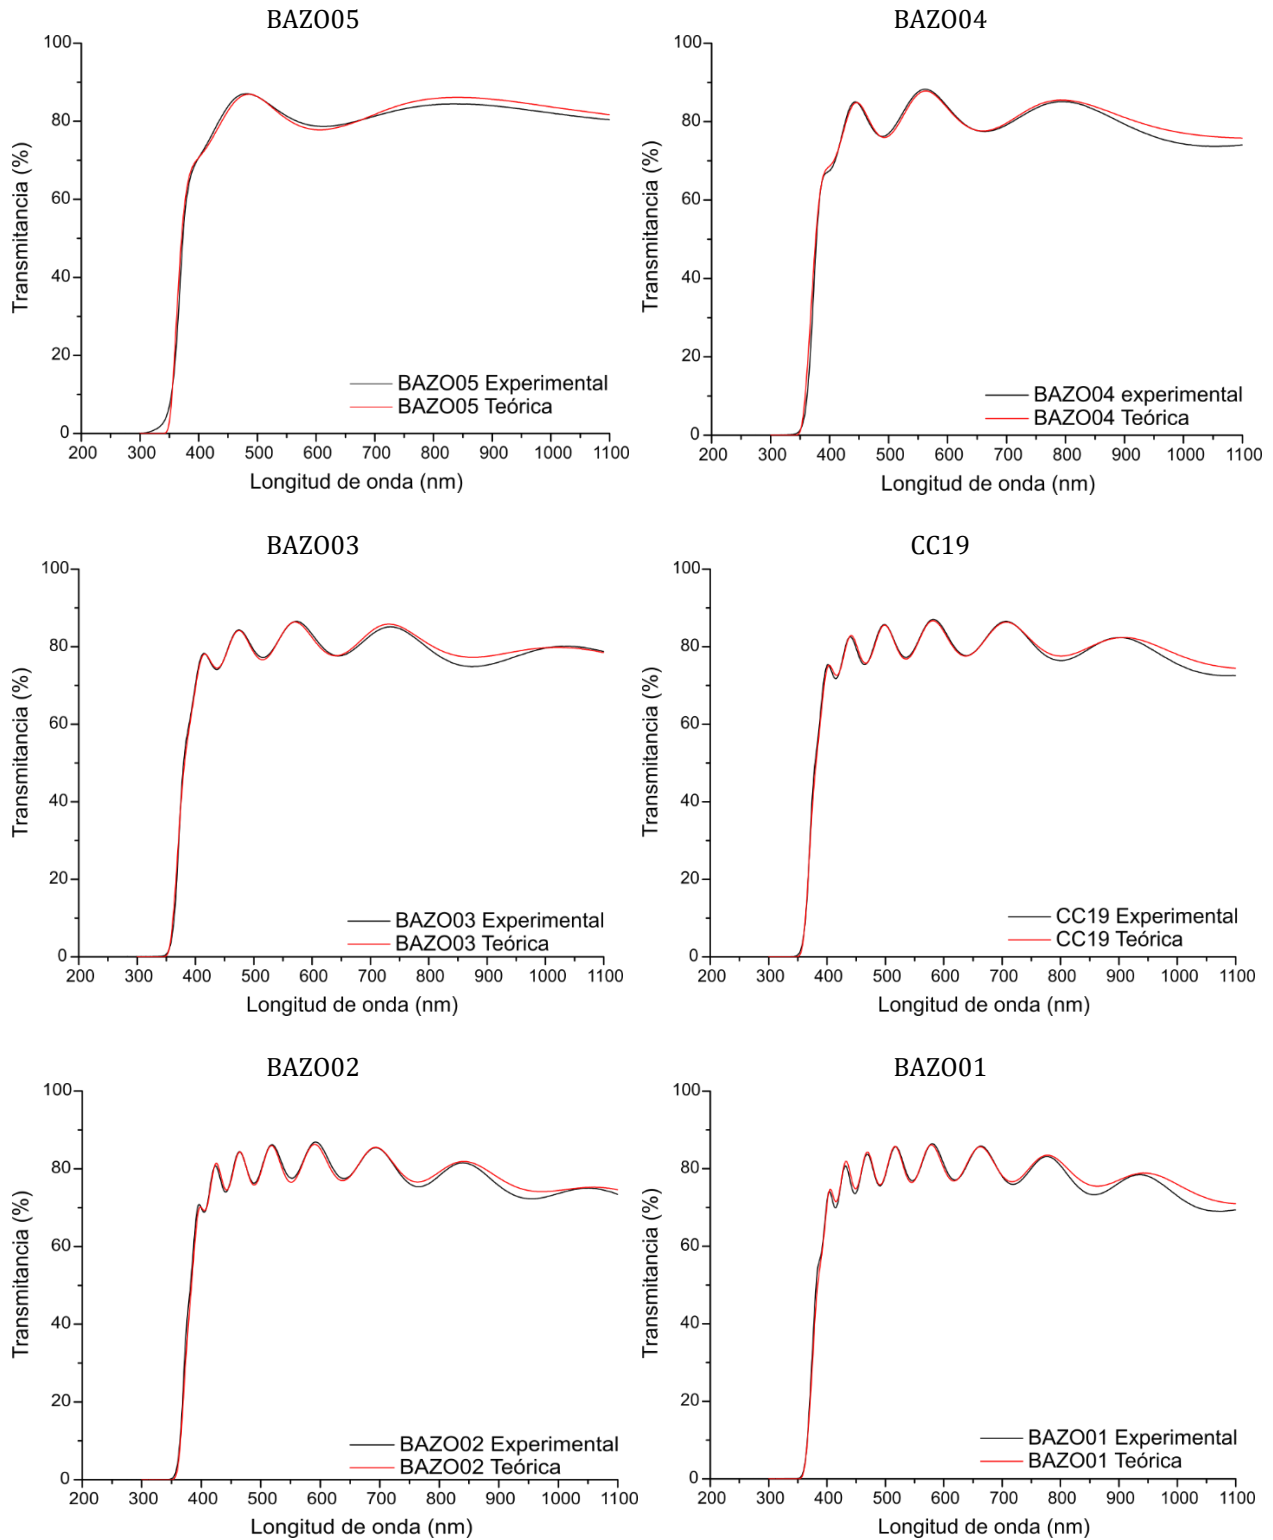 BAZO05
100
80
60
40
20
0
Transmitancia (%)
BAZO05 Experimental
BAZO05 Teórica
200 300 400 500 600 700 800 900 1000 1100
Longitud de onda (nm)
BAZO04
100
80
60
40
20
0
Transmitancia (%)
BAZO04 experimental
BAZO04 Teórica
200 300 400 500 600 700 800 900 1000 1100
Longitud de onda (nm)
BAZO03
100
80
60
40
20
0
Transmitancia (%)
BAZO03 Experimental
BAZO03 Teórica
200 300 400 500 600 700 800 900 1000 1100
Longitud de onda (nm)
CC19
100
80
60
40
20
0
Transmitancia (%)
CC19 Experimental
CC19 Teórica
200 300 400 500 600 700 800 900 1000 1100
Longitud de onda (nm)
BAZO02
100
80
60
40
20
0
Transmitancia (%)
BAZO02 Experimental
BAZO02 Teórica
200 300 400 500 600 700 800 900 1000 1100
Longitud de onda (nm)
BAZO01
100
80
60
40
20
0
Transmitancia (%)
BAZO01 Experimental
BAZO01 Teórica
200 300 400 500 600 700 800 900 1000 1100
Longitud de onda (nm)